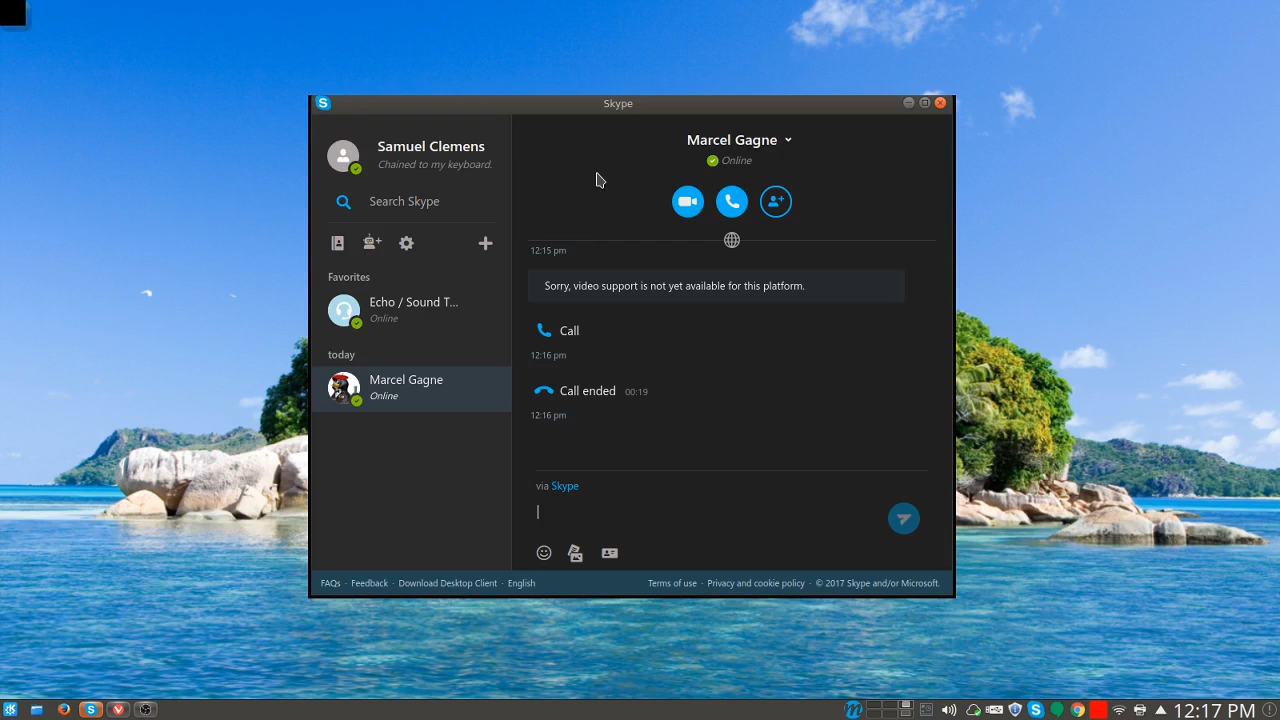 Skype
Samuel Clemens
Chained to my keyboard.
Search Skype
Favorites
Echo / Sound T...
Online
today
Marcel Gagne
Online
Marcel Gagne
Online
12:15 pm
Sorry, video support is not yet available for this platform.
Call
12:16 pm
Call ended 00:19
12:16 pm
via Skype
FAQs · Feedback · Download Desktop Client · English
Terms of use · Privacy and cookie policy · © 2017 Skype and/or Microsoft.
12:17 PM